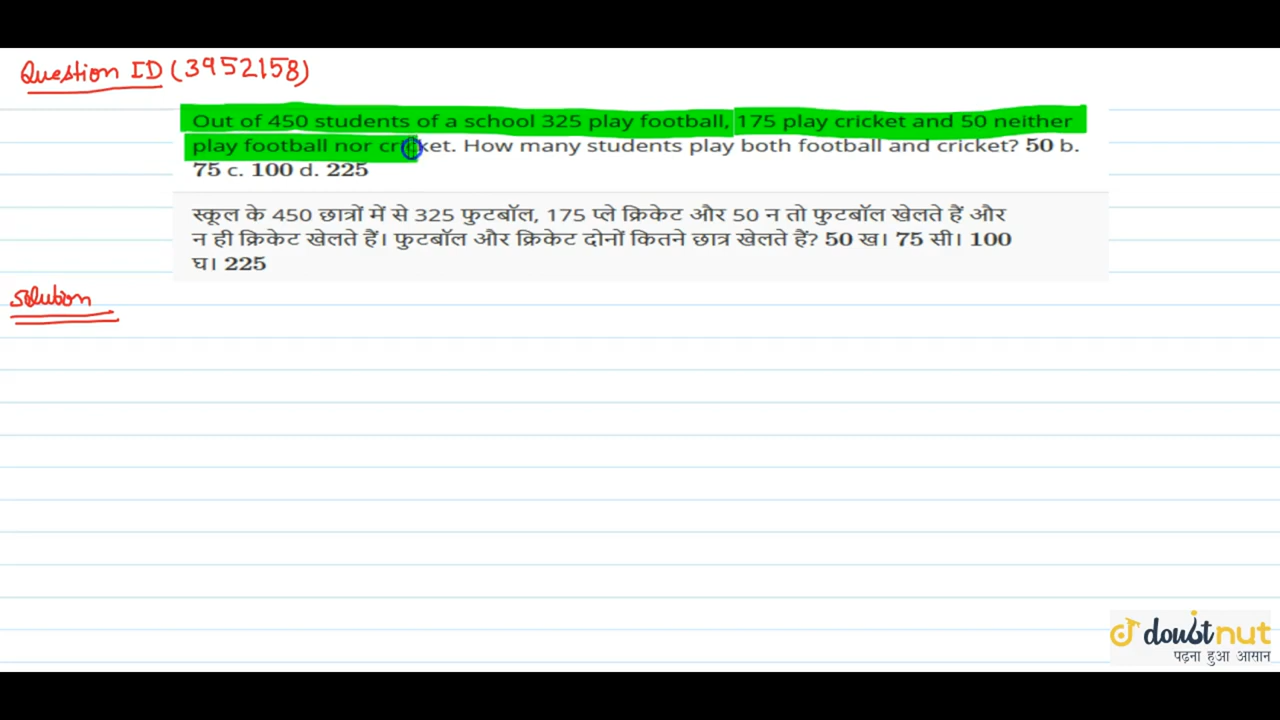 Question ID (3952158)
Out of 450 students of a school 325 play football, 175 play cricket and 50 neither
play football nor cricket. How many students play both football and cricket? 50 b.
75 c. 100 d. 225
स्कूल के 450 छात्रों में से 325 फुटबॉल, 175 प्ले क्रिकेट और 50 न तो फुटबॉल खेलते हैं और
न ही क्रिकेट खेलते हैं। फुटबॉल और क्रिकेट दोनों कितने छात्र खेलते हैं? 50 ख। 75 सी। 100
घ। 225
Solution
doubtnut
पढ़ना हुआ आसान